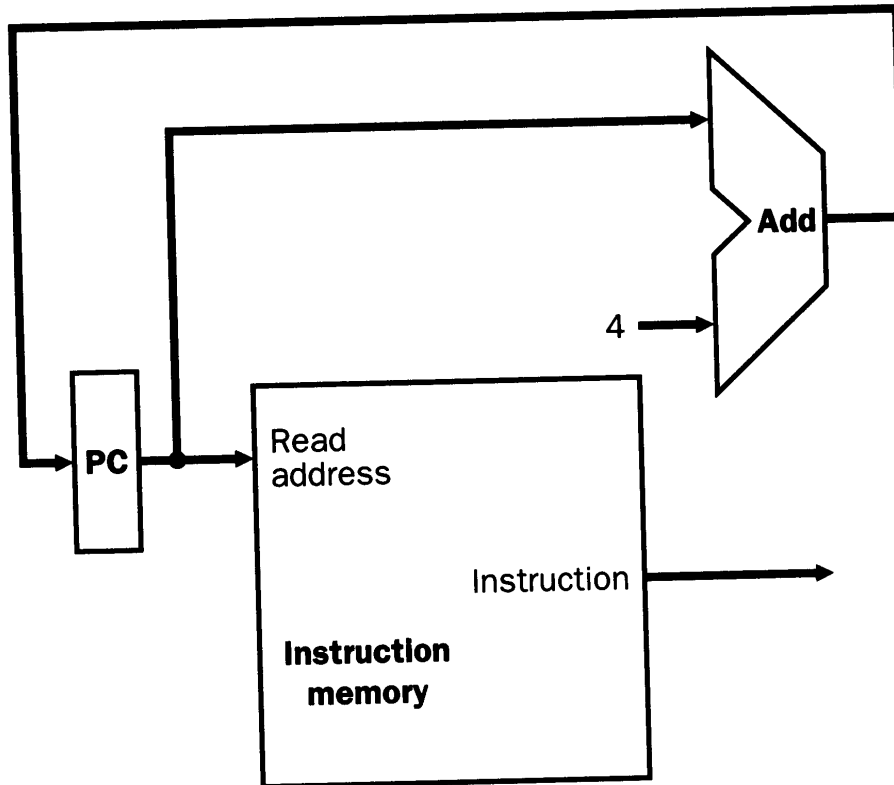 Add
4
PC
Read
address
Instruction
Instruction
memory